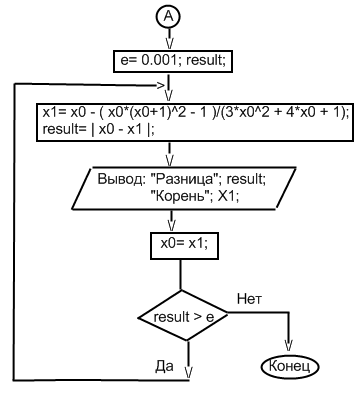 A
e= 0.001; result;
x1= x0 - ( x0*(x0+1)^2 - 1 )/(3*x0^2 + 4*x0 + 1);
result= | x0 - x1 |;
Вывод: "Разница"; result;
"Корень"; X1;
x0= x1;
result > e
Нет
Да
Конец